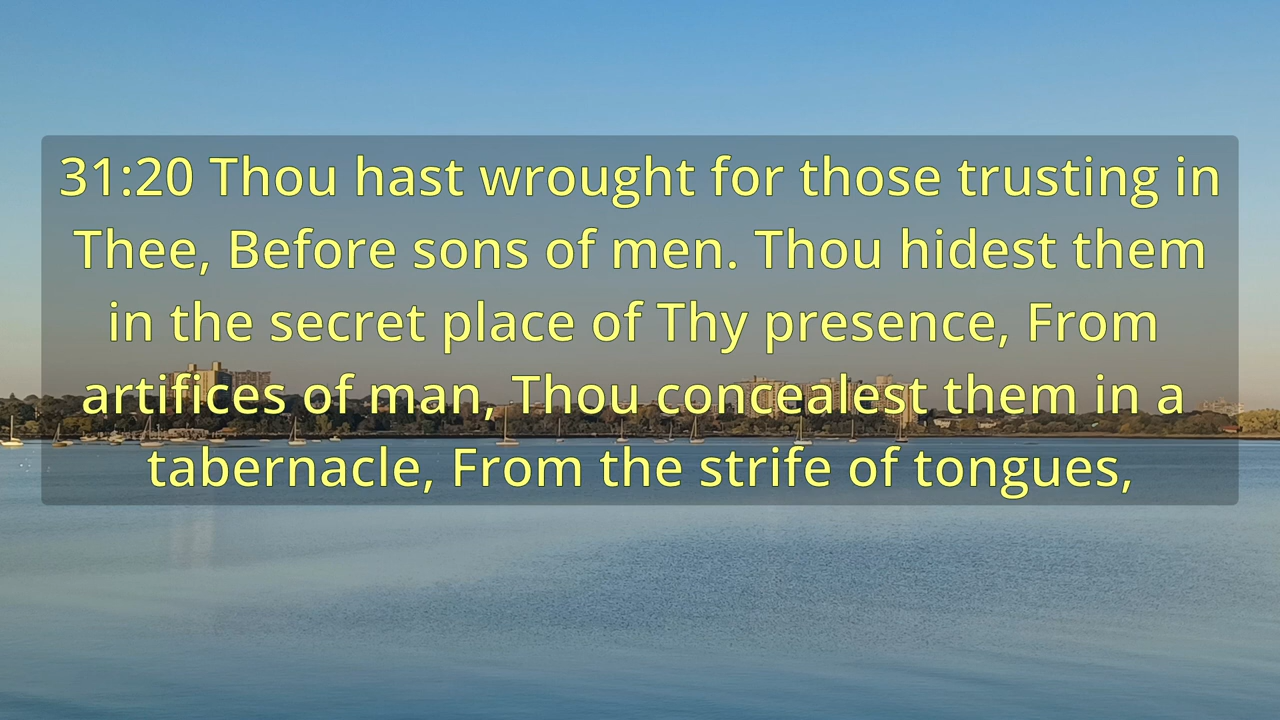 31:20 Thou hast wrought for those trusting in
Thee, Before sons of men. Thou hidest them
in the secret place of Thy presence, From
artifices of man, Thou concealest them in a
tabernacle, From the strife of tongues,